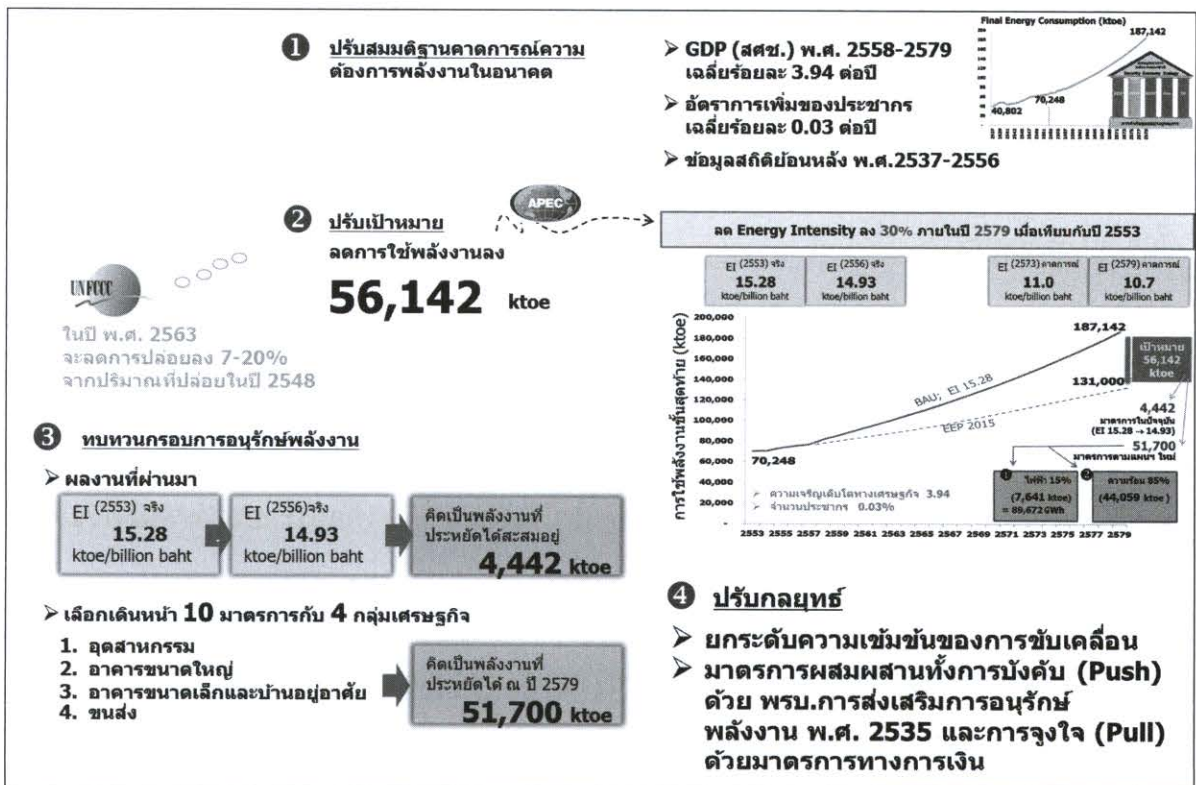 ❶ ปรับสมมติฐานคาดการณ์ความ
ต้องการพลังงานในอนาคต
➢ GDP (สศช.) พ.ศ. 2558-2579
เฉลี่ยร้อยละ 3.94 ต่อปี
➢ อัตราการเพิ่มของประชากร
เฉลี่ยร้อยละ 0.03 ต่อปี
➢ ข้อมูลสถิติย้อนหลัง พ.ศ.2537-2556
Final Energy Consumption (ktoe)
187,142
70,248
40,802
❷ ปรับเป้าหมาย
ลดการใช้พลังงานลง
56,142 ktoe
APEC
UNFCCC
ในปี พ.ศ. 2563
จะลดการปล่อยลง 7-20%
จากปริมาณที่ปล่อยในปี 2548
ลด Energy Intensity ลง 30% ภายในปี 2579 เมื่อเทียบกับปี 2553
EI (2553) จริง
15.28
ktoe/billion baht
EI (2556) จริง
14.93
ktoe/billion baht
EI (2573) คาดการณ์
11.0
ktoe/billion baht
EI (2579) คาดการณ์
10.7
ktoe/billion baht
การใช้พลังงานขั้นสุดท้าย (ktoe)
200,000
180,000
160,000
140,000
120,000
100,000
80,000
60,000
40,000
20,000
187,142
131,000
70,248
BAU; EI 15.28
EEP 2015
เป้าหมาย
56,142
ktoe
4,442
มาตรการในปัจจุบัน
(EI 15.28 → 14.93)
51,700
มาตรการตามแผนฯ ใหม่
❶ ไฟฟ้า 15%
(7,641 ktoe)
= 89,672 GWh
❷ ความร้อน 85%
(44,059 ktoe )
➢ ความเจริญเติบโตทางเศรษฐกิจ 3.94
➢ จำนวนประชากร 0.03%
2553 2555 2557 2559 2561 2563 2565 2567 2569 2571 2573 2575 2577 2579
❸ ทบทวนกรอบการอนุรักษ์พลังงาน
➢ ผลงานที่ผ่านมา
EI (2553) จริง
15.28
ktoe/billion baht
EI (2556)จริง
14.93
ktoe/billion baht
คิดเป็นพลังงานที่
ประหยัดได้สะสมอยู่
4,442 ktoe
➢ เลือกเดินหน้า 10 มาตรการกับ 4 กลุ่มเศรษฐกิจ
1. อุตสาหกรรม
2. อาคารขนาดใหญ่
3. อาคารขนาดเล็กและบ้านอยู่อาศัย
4. ขนส่ง
คิดเป็นพลังงานที่
ประหยัดได้ ณ ปี 2579
51,700 ktoe
❹ ปรับกลยุทธ์
➢ ยกระดับความเข้มข้นของการขับเคลื่อน
➢ มาตรการผสมผสานทั้งการบังคับ (Push)
ด้วย พรบ.การส่งเสริมการอนุรักษ์
พลังงาน พ.ศ. 2535 และการจูงใจ (Pull)
ด้วยมาตรการทางการเงิน